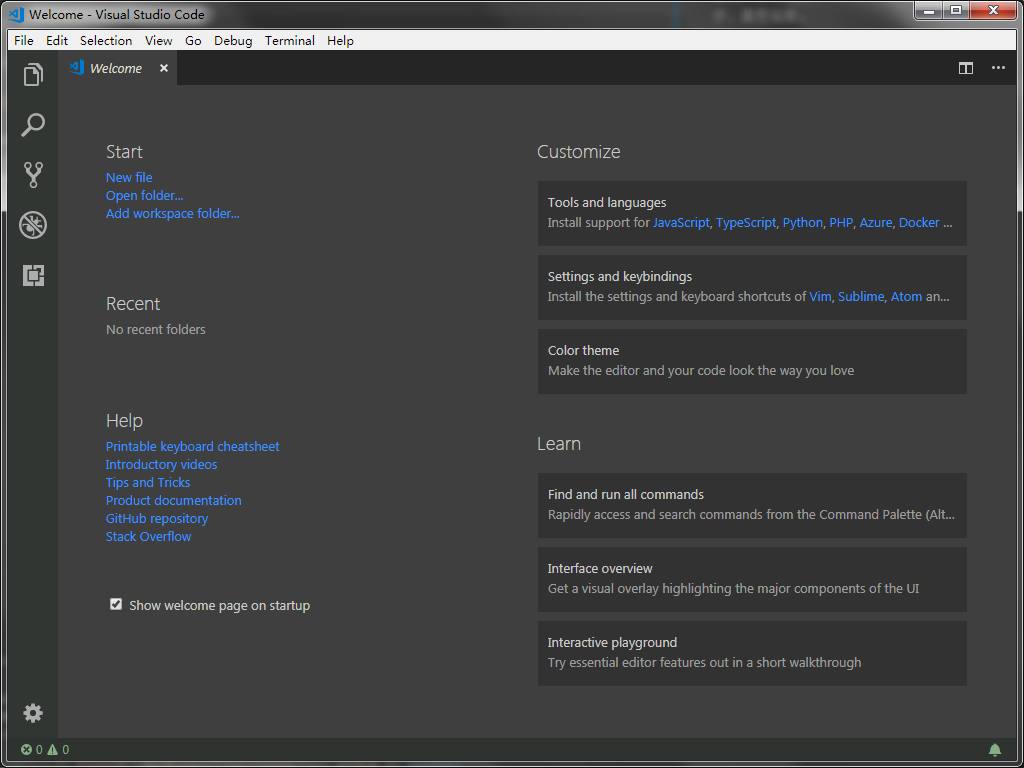 Welcome - Visual Studio Code
File Edit Selection View Go Debug Terminal Help
Welcome
Start
New file
Open folder...
Add workspace folder...
Recent
No recent folders
Help
Printable keyboard cheatsheet
Introductory videos
Tips and Tricks
Product documentation
GitHub repository
Stack Overflow
Show welcome page on startup
Customize
Tools and languages
Install support for JavaScript, TypeScript, Python, PHP, Azure, Docker ...
Settings and keybindings
Install the settings and keyboard shortcuts of Vim, Sublime, Atom an...
Color theme
Make the editor and your code look the way you love
Learn
Find and run all commands
Rapidly access and search commands from the Command Palette (Alt...
Interface overview
Get a visual overlay highlighting the major components of the UI
Interactive playground
Try essential editor features out in a short walkthrough
0 0